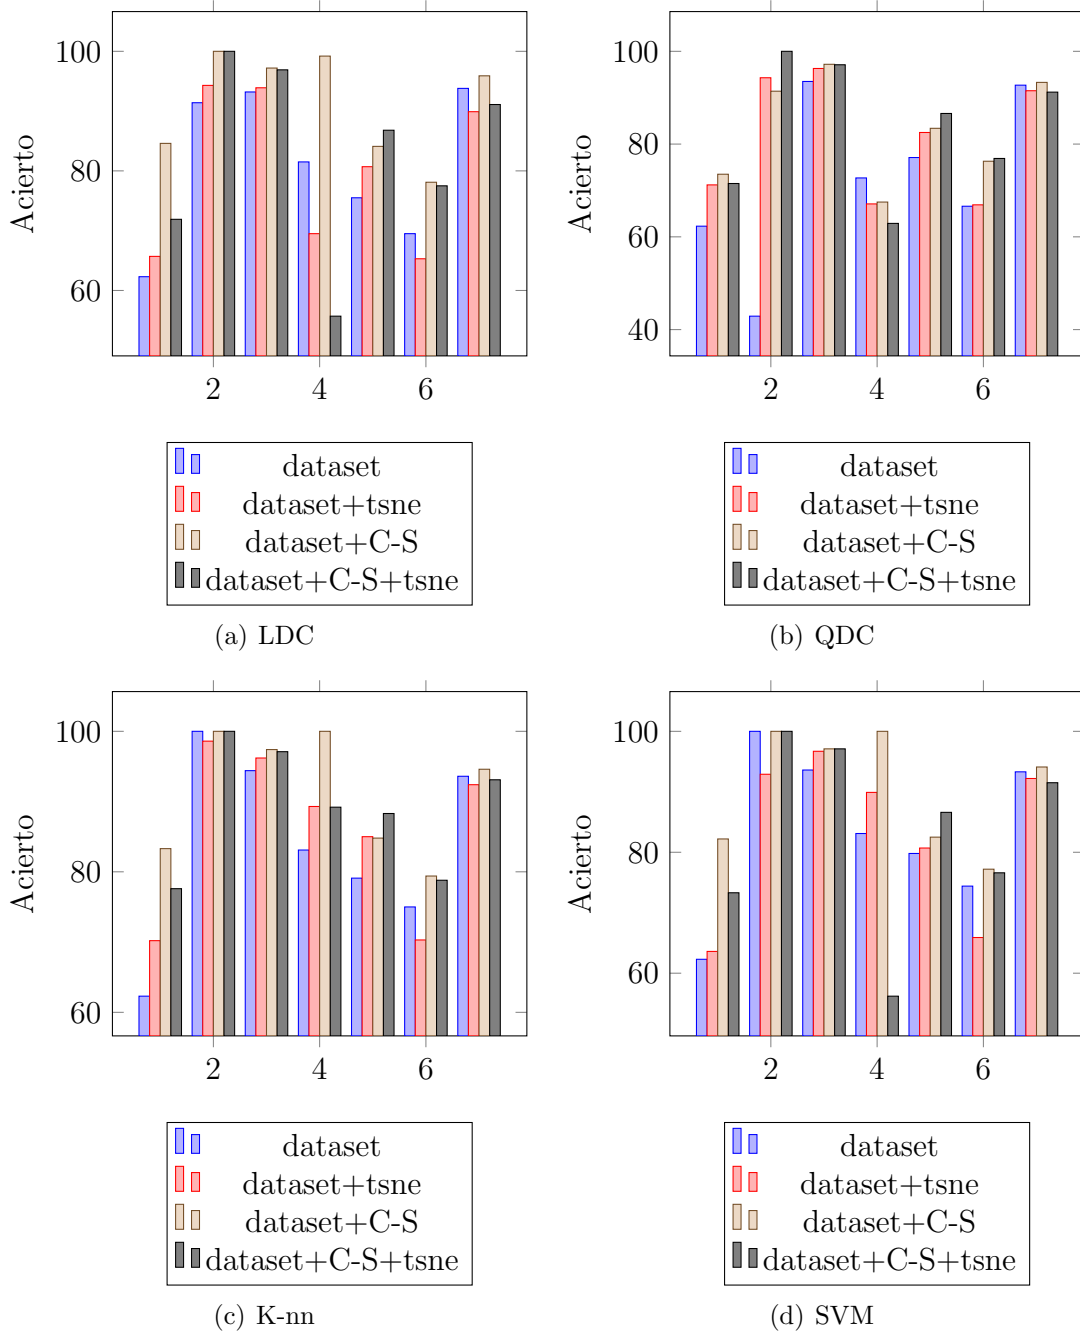 100
80
60
Acierto
2
4
6
dataset
dataset+tsne
dataset+C-S
dataset+C-S+tsne
(a) LDC
100
80
60
40
Acierto
2
4
6
dataset
dataset+tsne
dataset+C-S
dataset+C-S+tsne
(b) QDC
100
80
60
Acierto
2
4
6
dataset
dataset+tsne
dataset+C-S
dataset+C-S+tsne
(c) K-nn
100
80
60
Acierto
2
4
6
dataset
dataset+tsne
dataset+C-S
dataset+C-S+tsne
(d) SVM